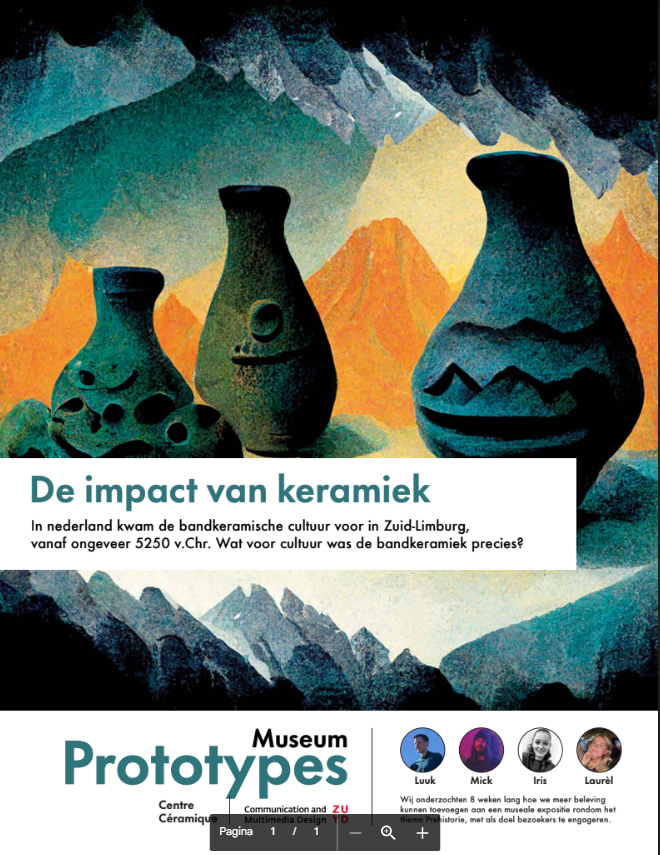 De impact van keramiek
In nederland kwam de bandkeramische cultuur voor in Zuid-Limburg,
vanaf ongeveer 5250 v.Chr. Wat voor cultuur was de bandkeramiek precies?
Museum
Prototypes
Centre
Céramique
Communication and
Multimedia Design
ZU
YD
Luuk
Mick
Iris
Laurèl
Wij onderzochten 8 weken lang hoe we meer beleving
kunnen toevoegen aan een museale expositie rondom het
thema Prehistorie, met als doel bezoekers te engageren.
Pagina 1 / 1